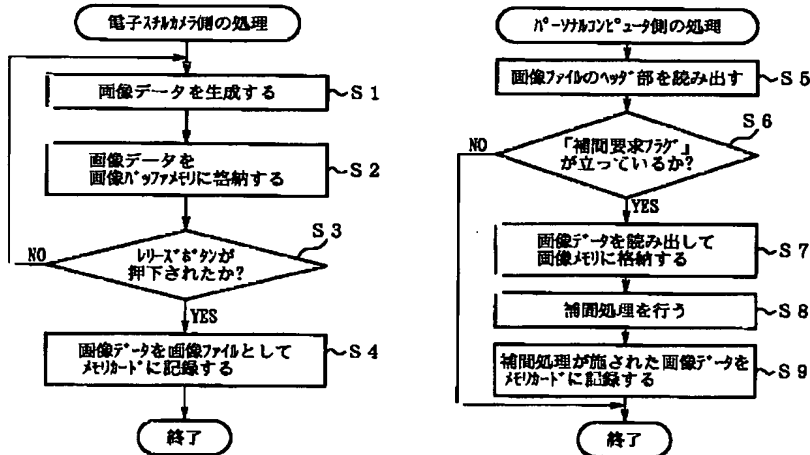 電子スチルカメラ側の処理
画像データを生成する
S1
画像データを
画像バッファメモリに格納する
S2
レリーズボタンが
押下されたか?
S3
NO
YES
画像データを画像ファイルとして
メモリカードに記録する
S4
終了
パーソナルコンピュータ側の処理
画像ファイルのヘッダ部を読み出す
S5
「補間要求フラグ」
が立っているか?
S6
NO
YES
画像データを読み出して
画像メモリに格納する
S7
補間処理を行う
S8
補間処理が施された画像データを
メモリカードに記録する
S9
終了